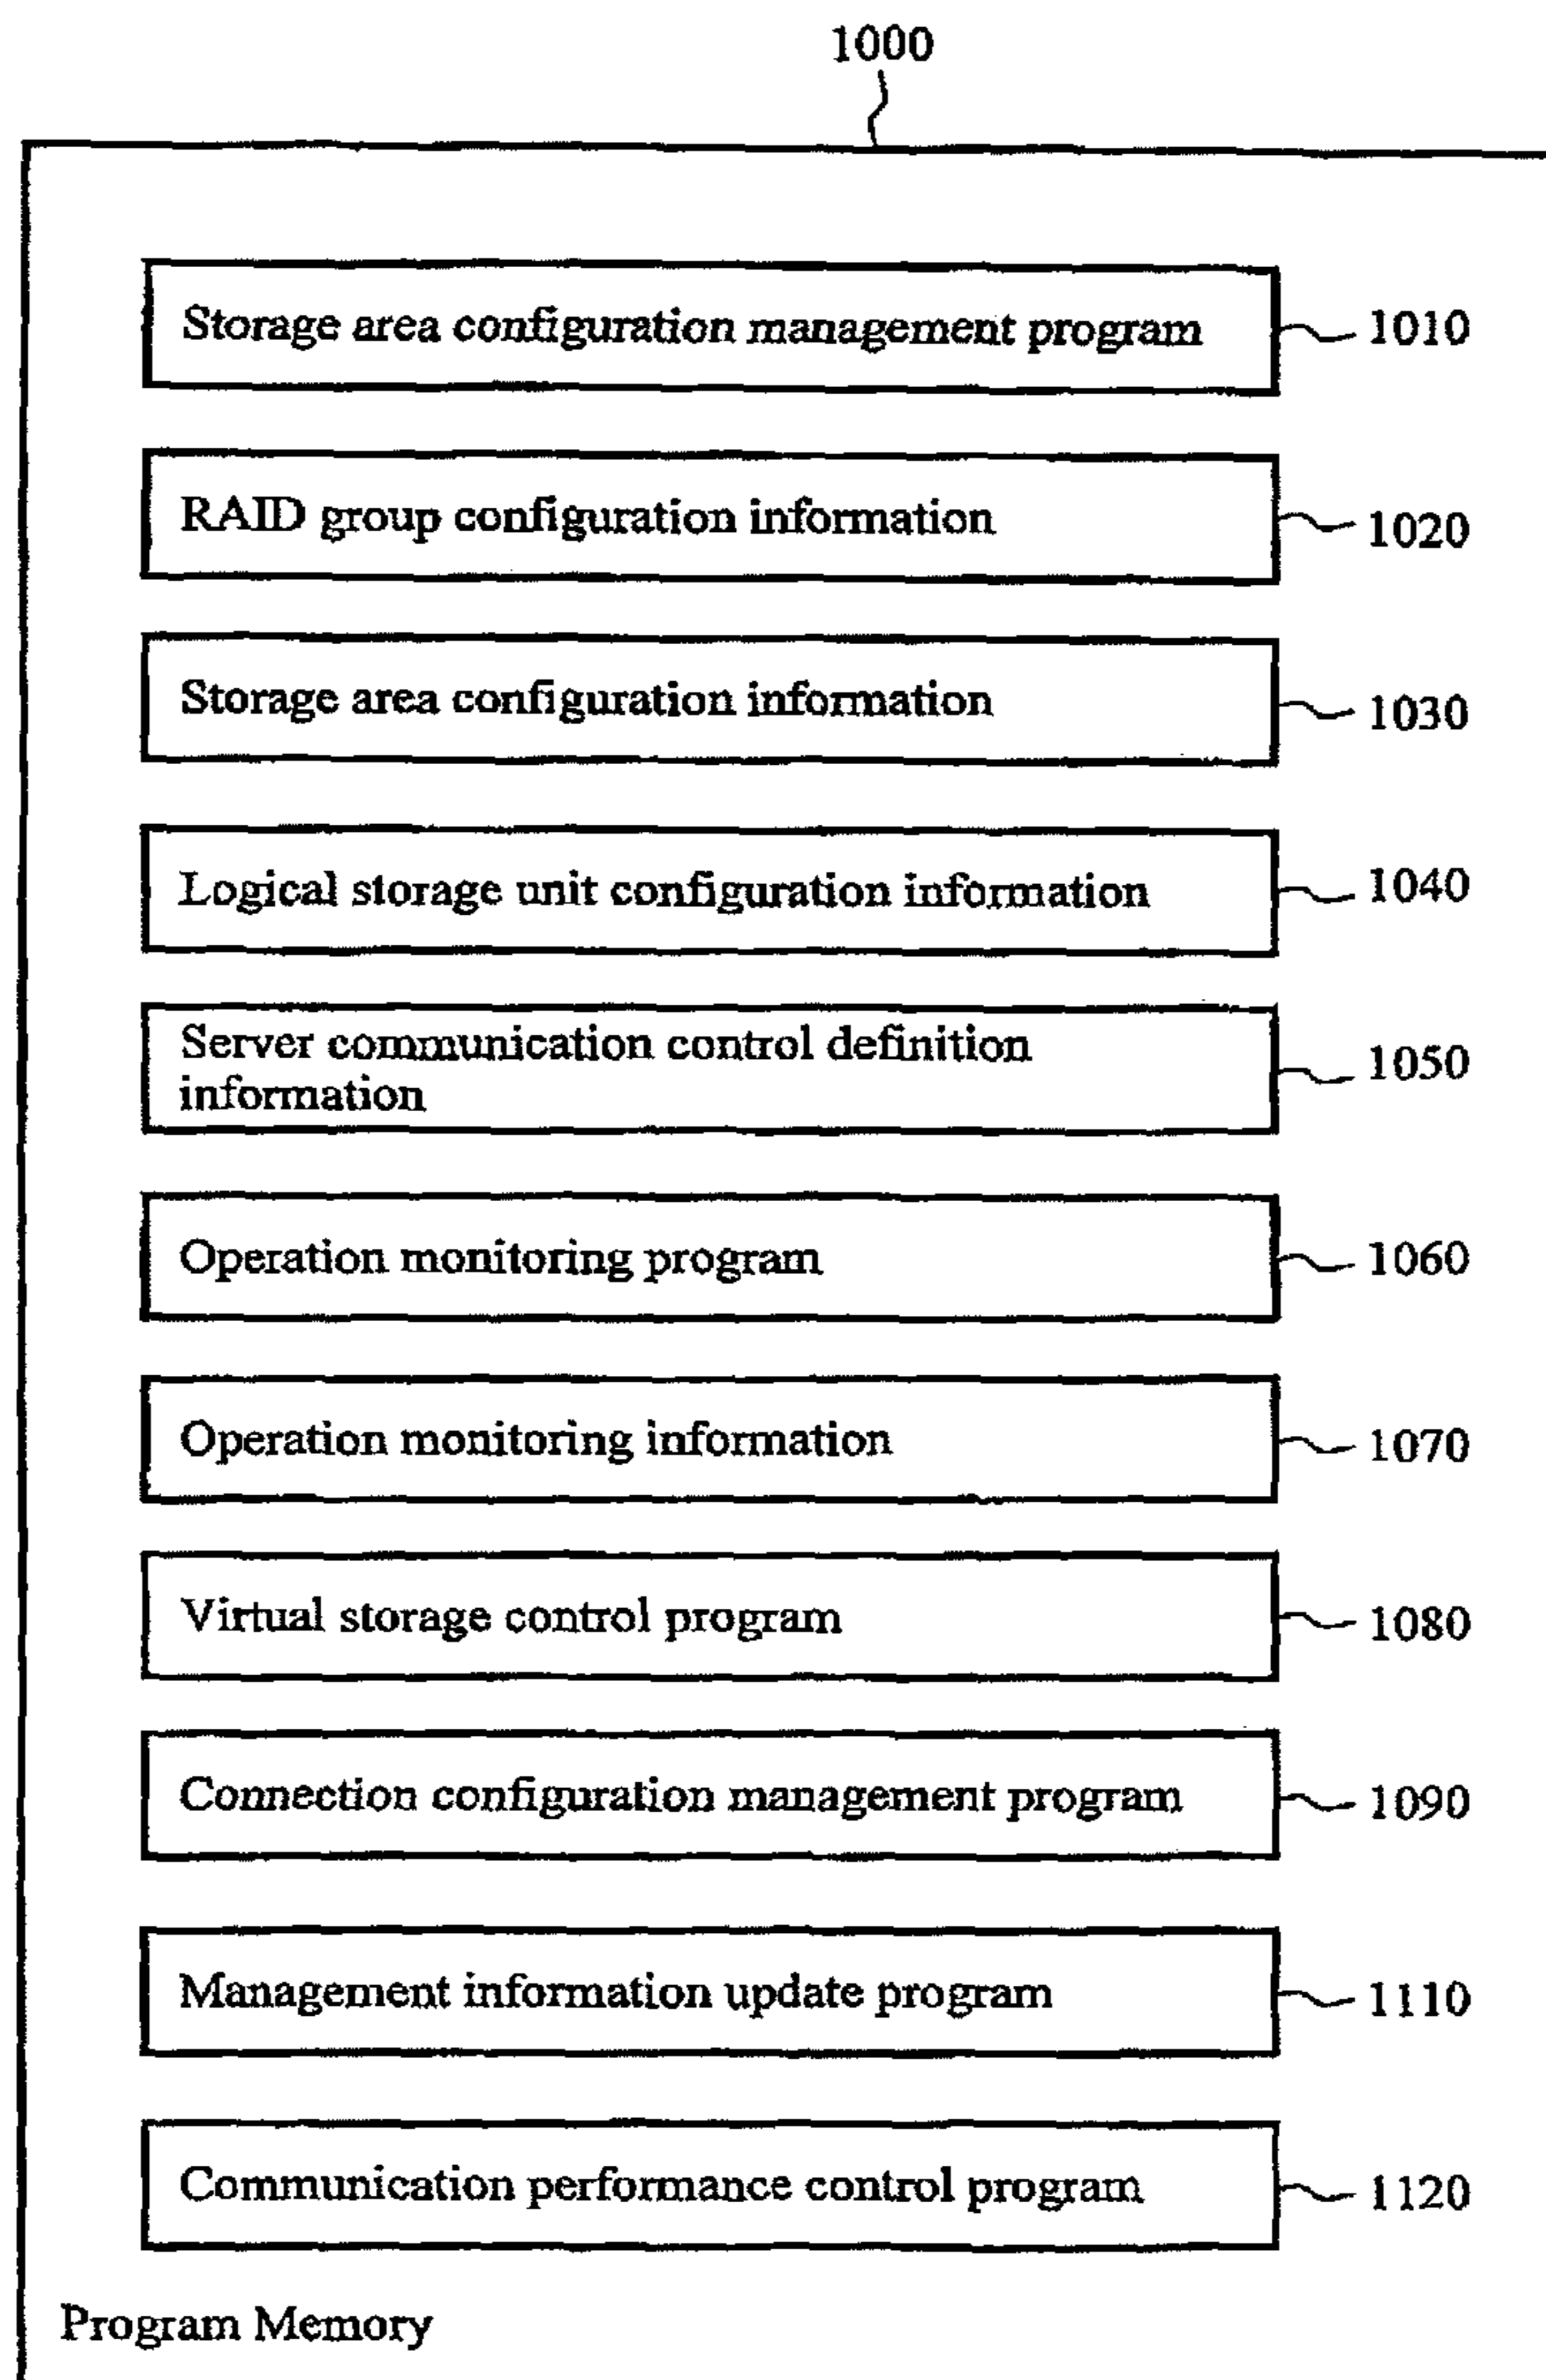 1000
Storage area configuration management program
1010
RAID group configuration information
1020
Storage area configuration information
1030
Logical storage unit configuration information
1040
Server communication control definition
information
1050
Operation monitoring program
1060
Operation monitoring information
1070
Virtual storage control program
1080
Connection configuration management program
1090
Management information update program
1110
Communication performance control program
1120
Program Memory